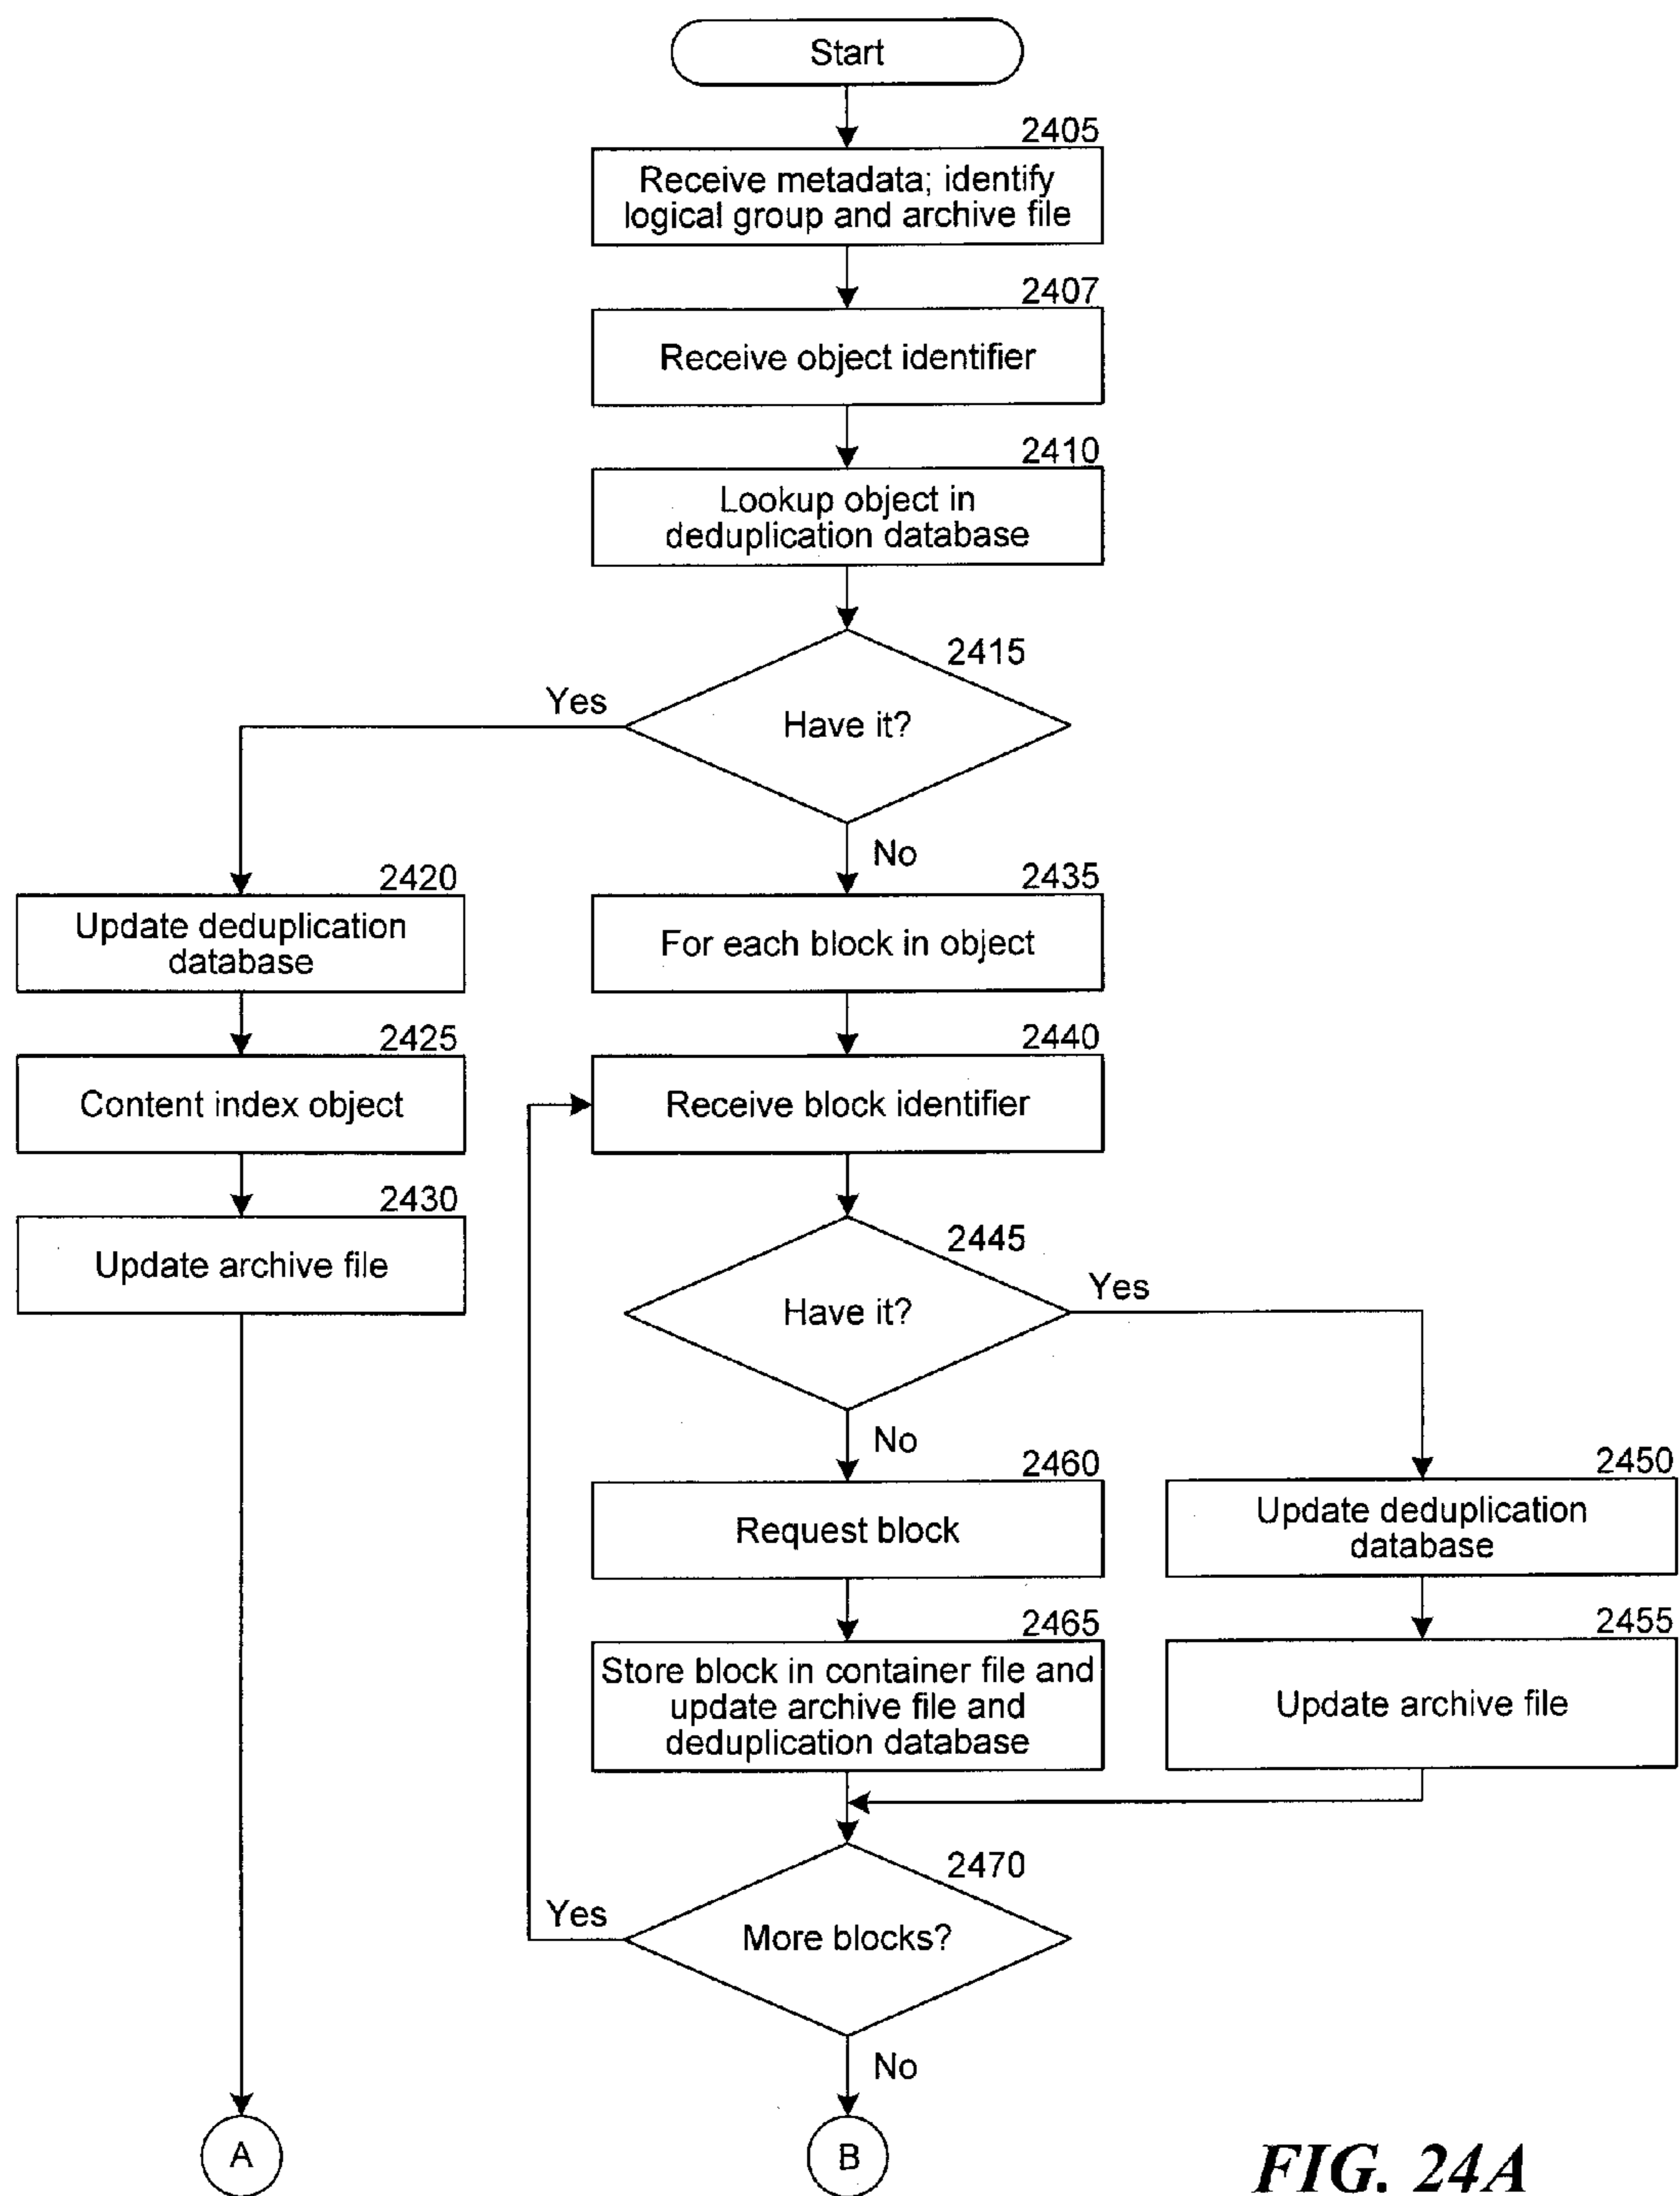 Start
2405
Receive metadata; identify
logical group and archive file
2407
Receive object identifier
2410
Lookup object in
deduplication database
2415
Have it?
Yes
No
2420
Update deduplication
database
2435
For each block in object
2425
Content index object
2440
Receive block identifier
2430
Update archive file
2445
Have it?
Yes
No
2460
Request block
2450
Update deduplication
database
2465
Store block in container file and
update archive file and
deduplication database
2455
Update archive file
2470
More blocks?
Yes
No
A
B
FIG. 24A